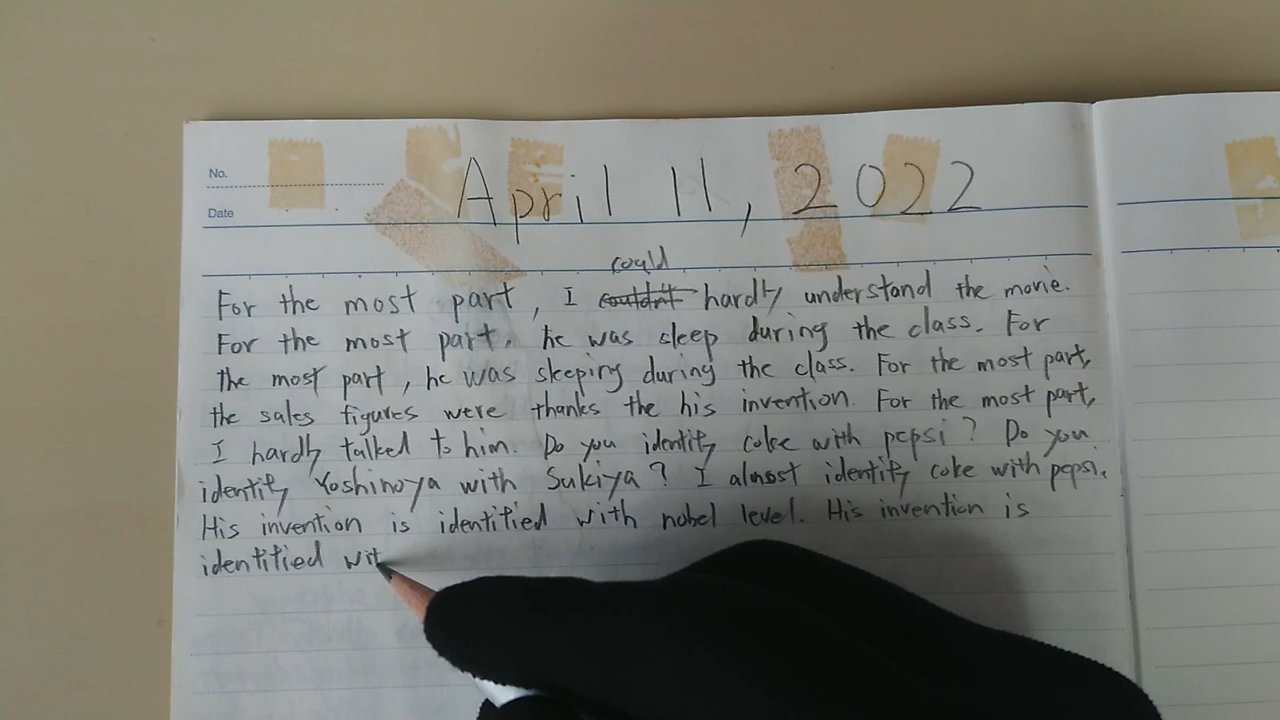 No.
Date
April 11, 2022
could
For the most part, I couldn't hardly understand the movie.
For the most part, he was sleep during the class. For
the most part, he was sleeping during the class. For the most part,
the sales figures were thanks the his invention. For the most part,
I hardly talked to him. Do you identify coke with pepsi? Do you
identify Yoshinoya with Sukiya? I almost identify coke with pepsi.
His invention is identified with nobel level. His invention is
identified wit